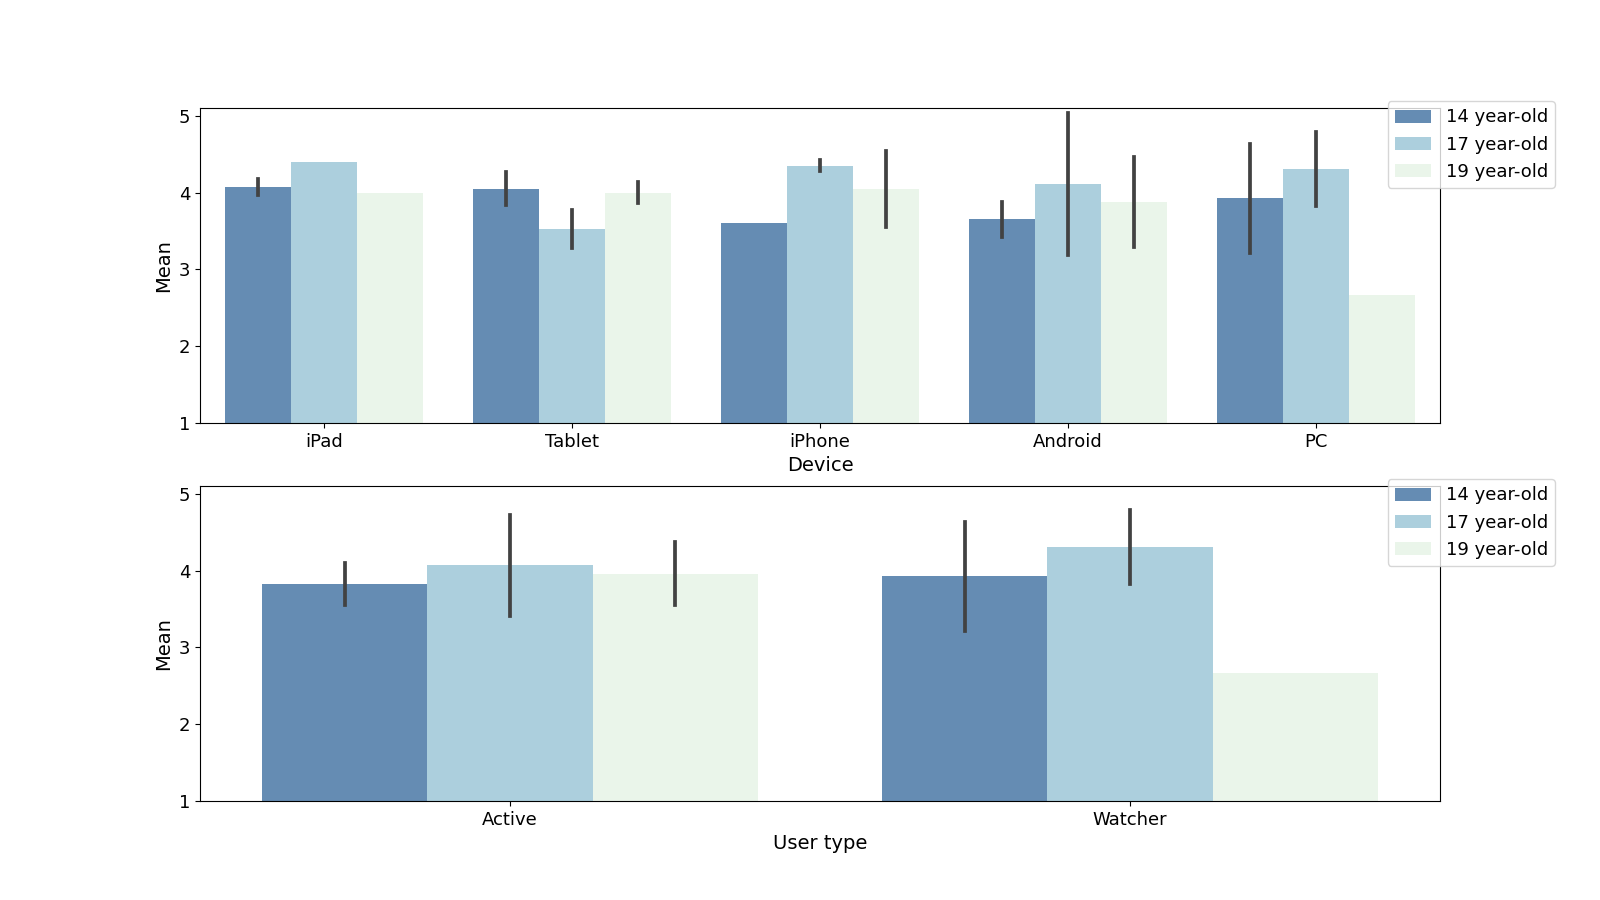 5
4
3
2
1
Mean
iPad
Tablet
iPhone
Android
PC
Device
14 year-old
17 year-old
19 year-old
5
4
3
2
1
Mean
Active
Watcher
User type
14 year-old
17 year-old
19 year-old